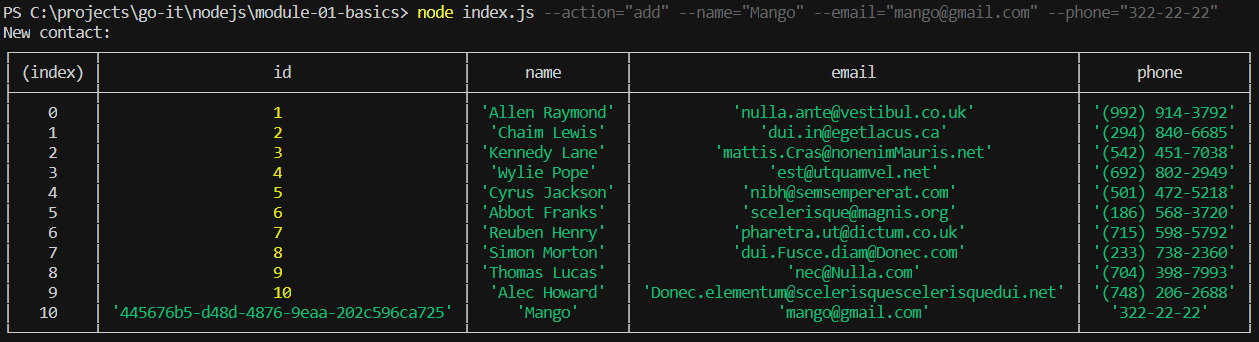 PS C:\projects\go-it\nodejs\module-01-basics> node index.js --action="add" --name="Mango" --email="mango@gmail.com" --phone="322-22-22"
New contact:
(index) id name email phone
0 1 'Allen Raymond' 'nulla.ante@vestibul.co.uk' '(992) 914-3792'
1 2 'Chaim Lewis' 'dui.in@egetlacus.ca' '(294) 840-6685'
2 3 'Kennedy Lane' 'mattis.Cras@nonenimMauris.net' '(542) 451-7038'
3 4 'Wylie Pope' 'est@utquamvel.net' '(692) 802-2949'
4 5 'Cyrus Jackson' 'nibh@semsempererat.com' '(501) 472-5218'
5 6 'Abbot Franks' 'scelerisque@magnis.org' '(186) 568-3720'
6 7 'Reuben Henry' 'pharetra.ut@dictum.co.uk' '(715) 598-5792'
7 8 'Simon Morton' 'dui.Fusce.diam@Donec.com' '(233) 738-2360'
8 9 'Thomas Lucas' 'nec@Nulla.com' '(704) 398-7993'
9 10 'Alec Howard' 'Donec.elementum@scelerisquescelerisquedui.net' '(748) 206-2688'
10 '445676b5-d48d-4876-9eaa-202c596ca725' 'Mango' 'mango@gmail.com' '322-22-22'